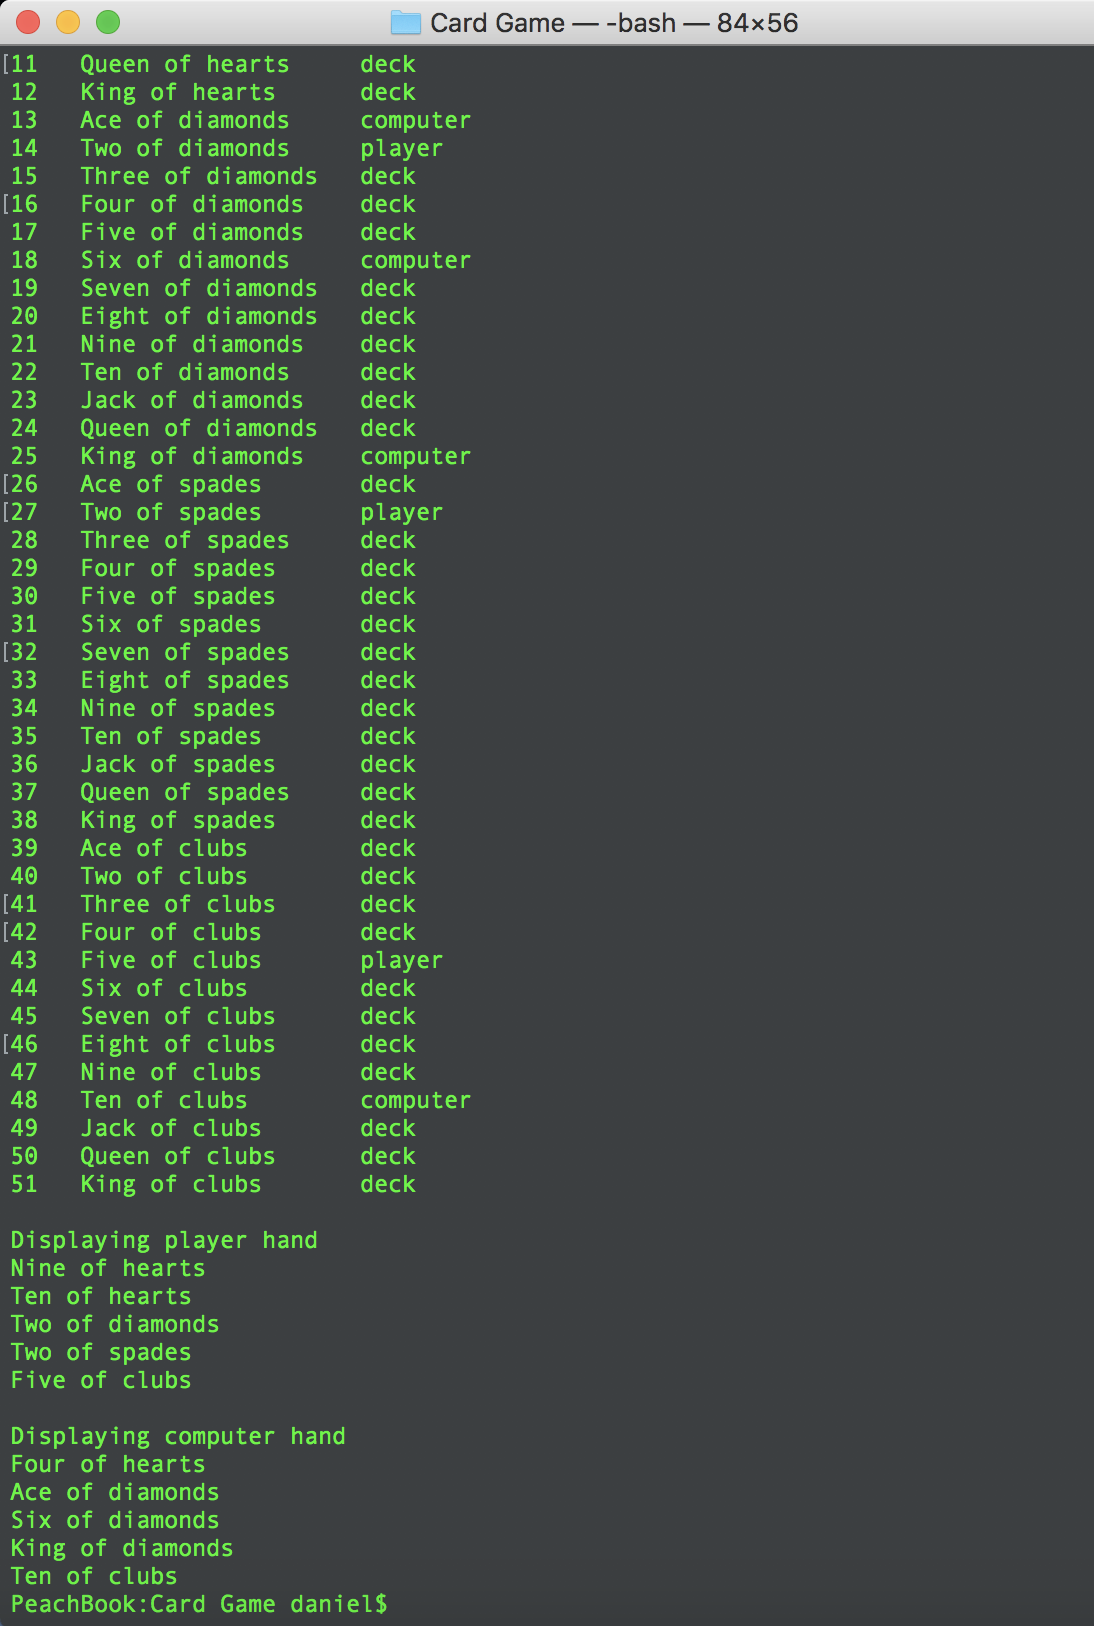 Card Game — -bash — 84×56
[11   Queen of hearts     deck
12   King of hearts      deck
13   Ace of diamonds     computer
14   Two of diamonds     player
15   Three of diamonds   deck
[16   Four of diamonds    deck
17   Five of diamonds    deck
18   Six of diamonds     computer
19   Seven of diamonds   deck
20   Eight of diamonds   deck
21   Nine of diamonds    deck
22   Ten of diamonds     deck
23   Jack of diamonds    deck
24   Queen of diamonds   deck
25   King of diamonds    computer
[26   Ace of spades       deck
[27   Two of spades       player
28   Three of spades     deck
29   Four of spades      deck
30   Five of spades      deck
31   Six of spades       deck
[32   Seven of spades     deck
33   Eight of spades     deck
34   Nine of spades      deck
35   Ten of spades       deck
36   Jack of spades      deck
37   Queen of spades     deck
38   King of spades      deck
39   Ace of clubs        deck
40   Two of clubs        deck
[41   Three of clubs      deck
[42   Four of clubs       deck
43   Five of clubs       player
44   Six of clubs        deck
45   Seven of clubs      deck
[46   Eight of clubs      deck
47   Nine of clubs       deck
48   Ten of clubs        computer
49   Jack of clubs       deck
50   Queen of clubs      deck
51   King of clubs       deck
Displaying player hand
Nine of hearts
Ten of hearts
Two of diamonds
Two of spades
Five of clubs
Displaying computer hand
Four of hearts
Ace of diamonds
Six of diamonds
King of diamonds
Ten of clubs
PeachBook:Card Game daniel$